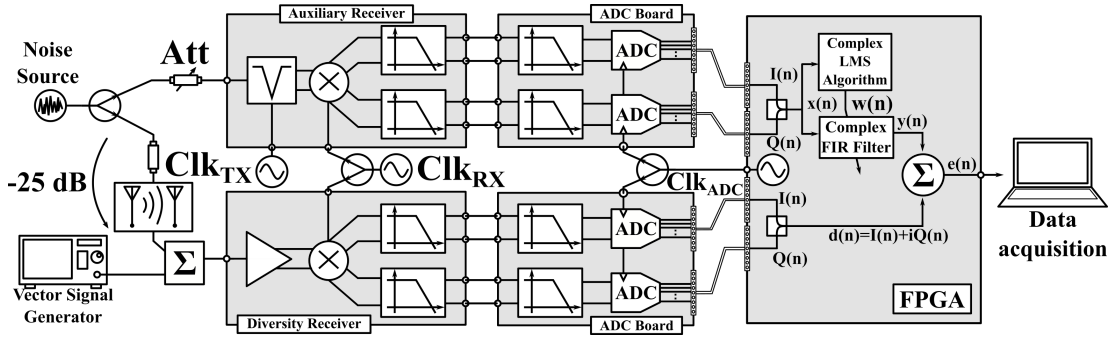 Auxiliary Receiver
ADC Board
Noise
Source
Att
ADC
ADC
I(n)
x(n)
Q(n)
Complex
LMS
Algorithm
w(n)
Complex
FIR Filter
y(n)
Σ
e(n)
-25 dB
Clk_TX
Clk_RX
Clk_ADC
I(n)
d(n)=I(n)+iQ(n)
Q(n)
Σ
Vector Signal
Generator
ADC
ADC
Diversity Receiver
ADC Board
FPGA
Data
acquisition